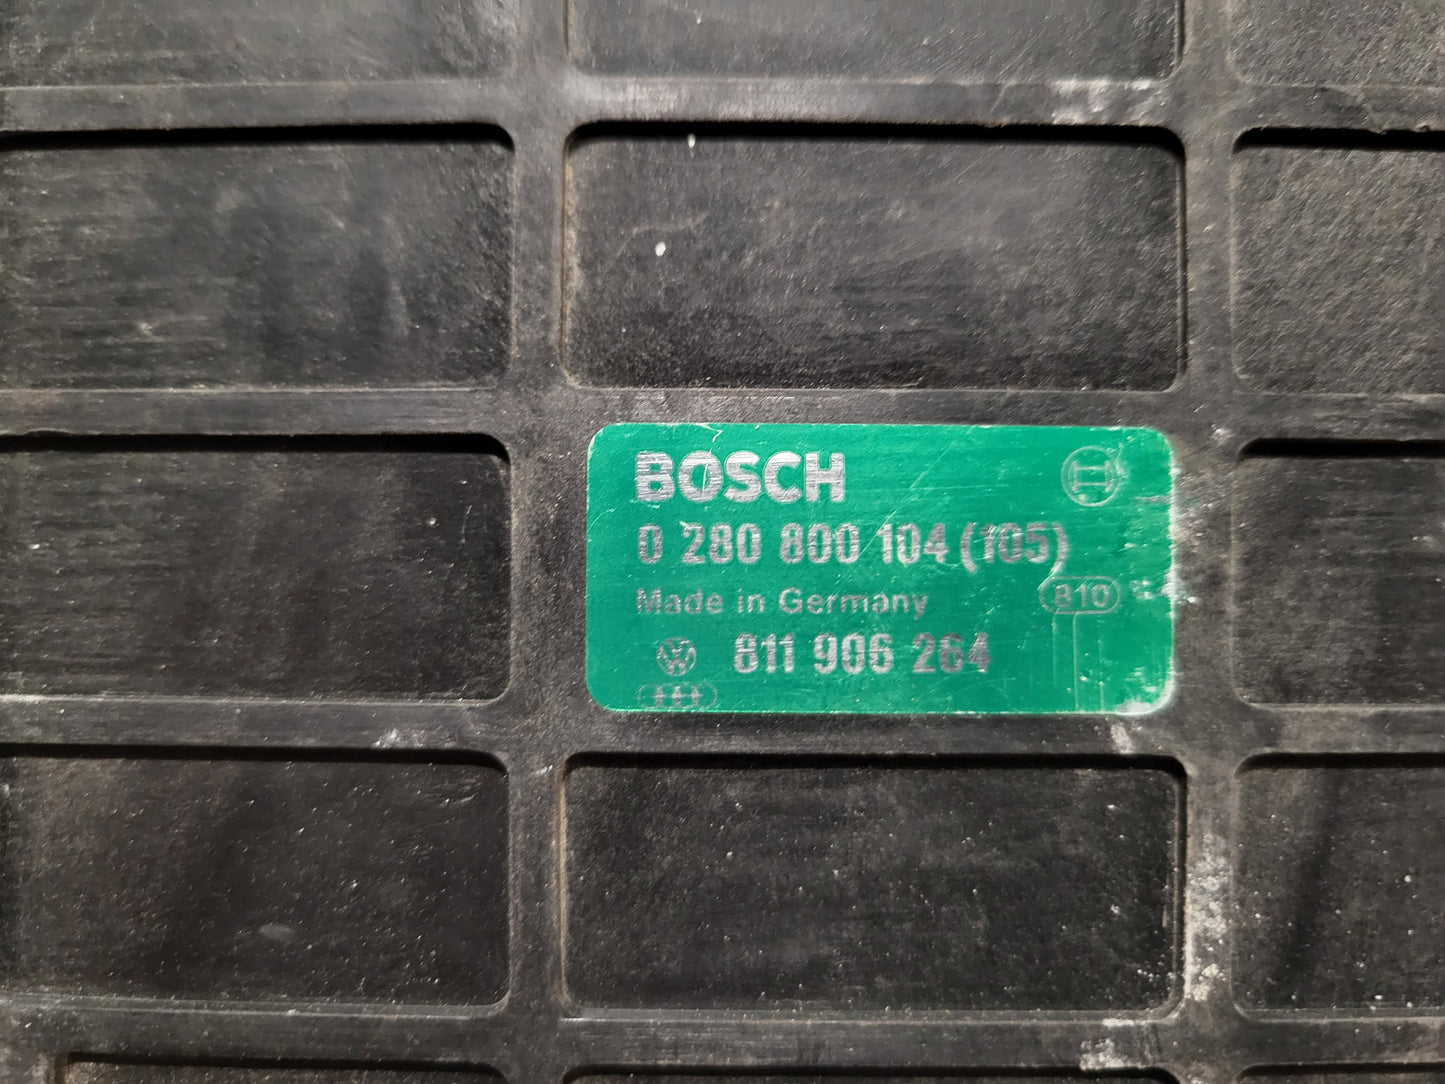 BOSCH
0 280 800 104 (105)
Made in Germany
810
811 906 264